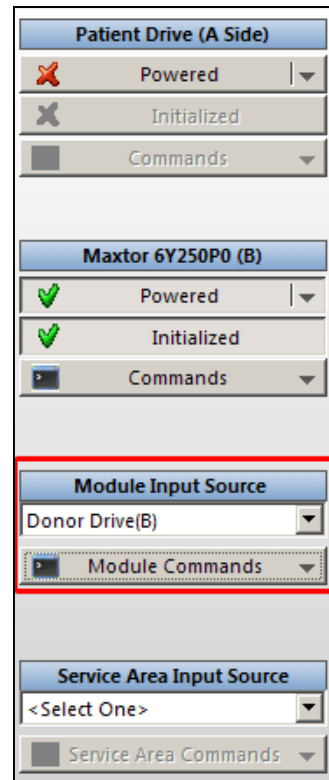 Patient Drive (A Side)
Powered
Initialized
Commands
Maxtor 6Y250P0 (B)
Powered
Initialized
Commands
Module Input Source
Donor Drive(B)
Module Commands
Service Area Input Source
<Select One>
Service Area Commands